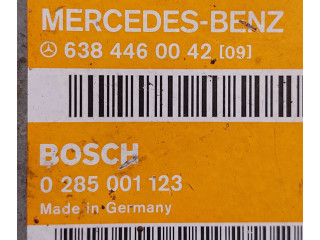 MERCEDES-BENZ
638 446 00 42 [09]
BOSCH
0 285 001 123
Made in Germany